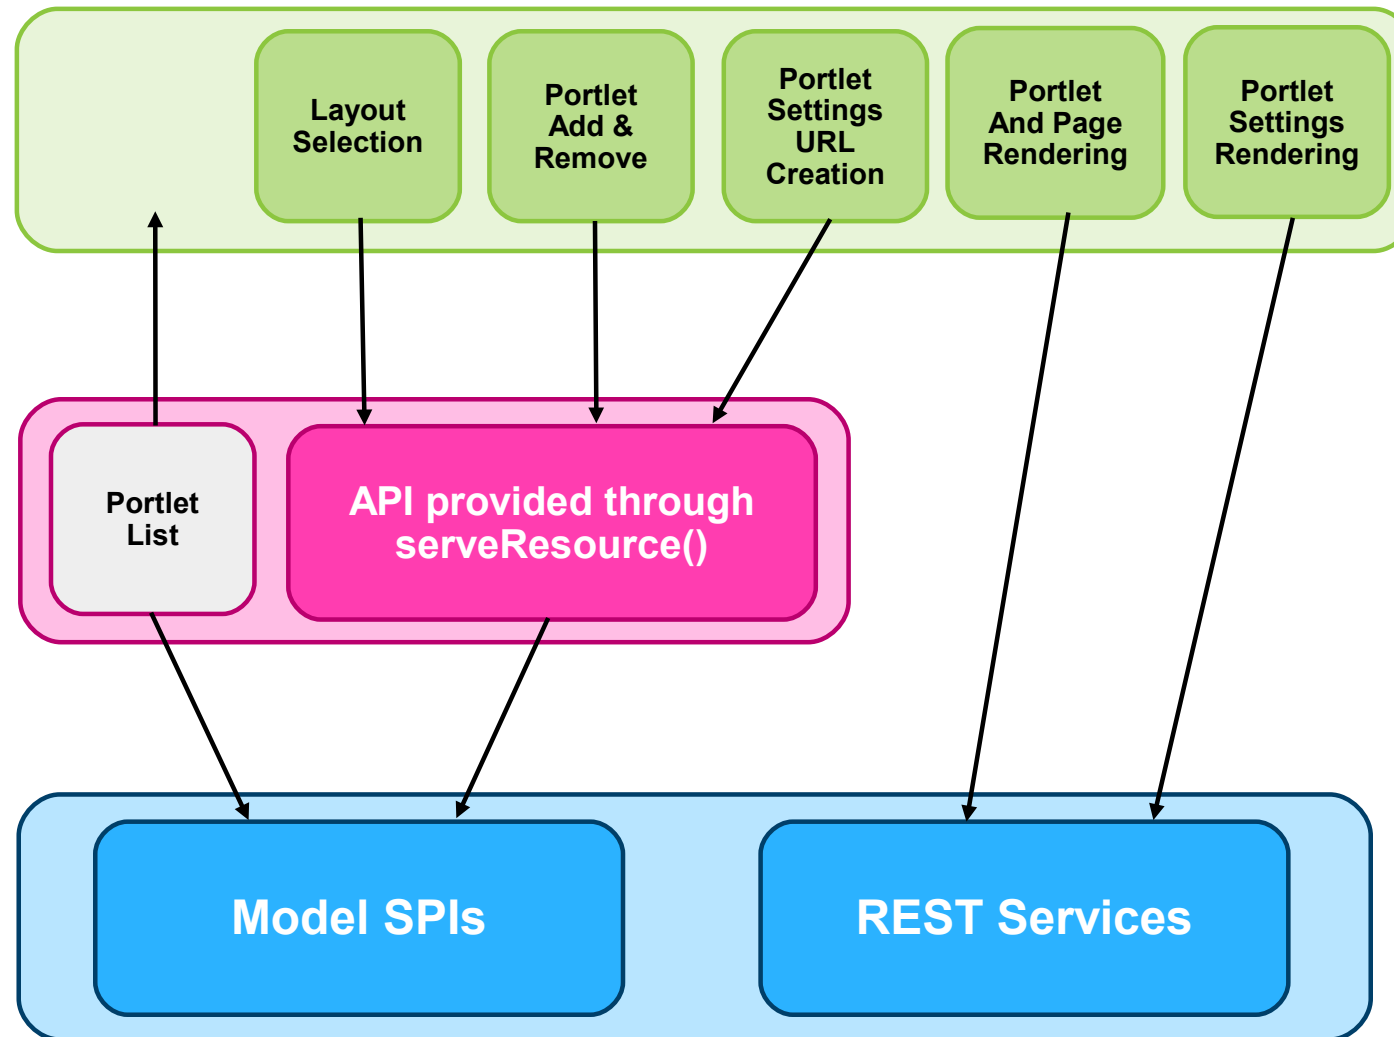 Layout
Selection
Portlet
Add &
Remove
Portlet
Settings
URL
Creation
Portlet
And Page
Rendering
Portlet
Settings
Rendering
Portlet
List
API provided through
serveResource()
Model SPIs
REST Services